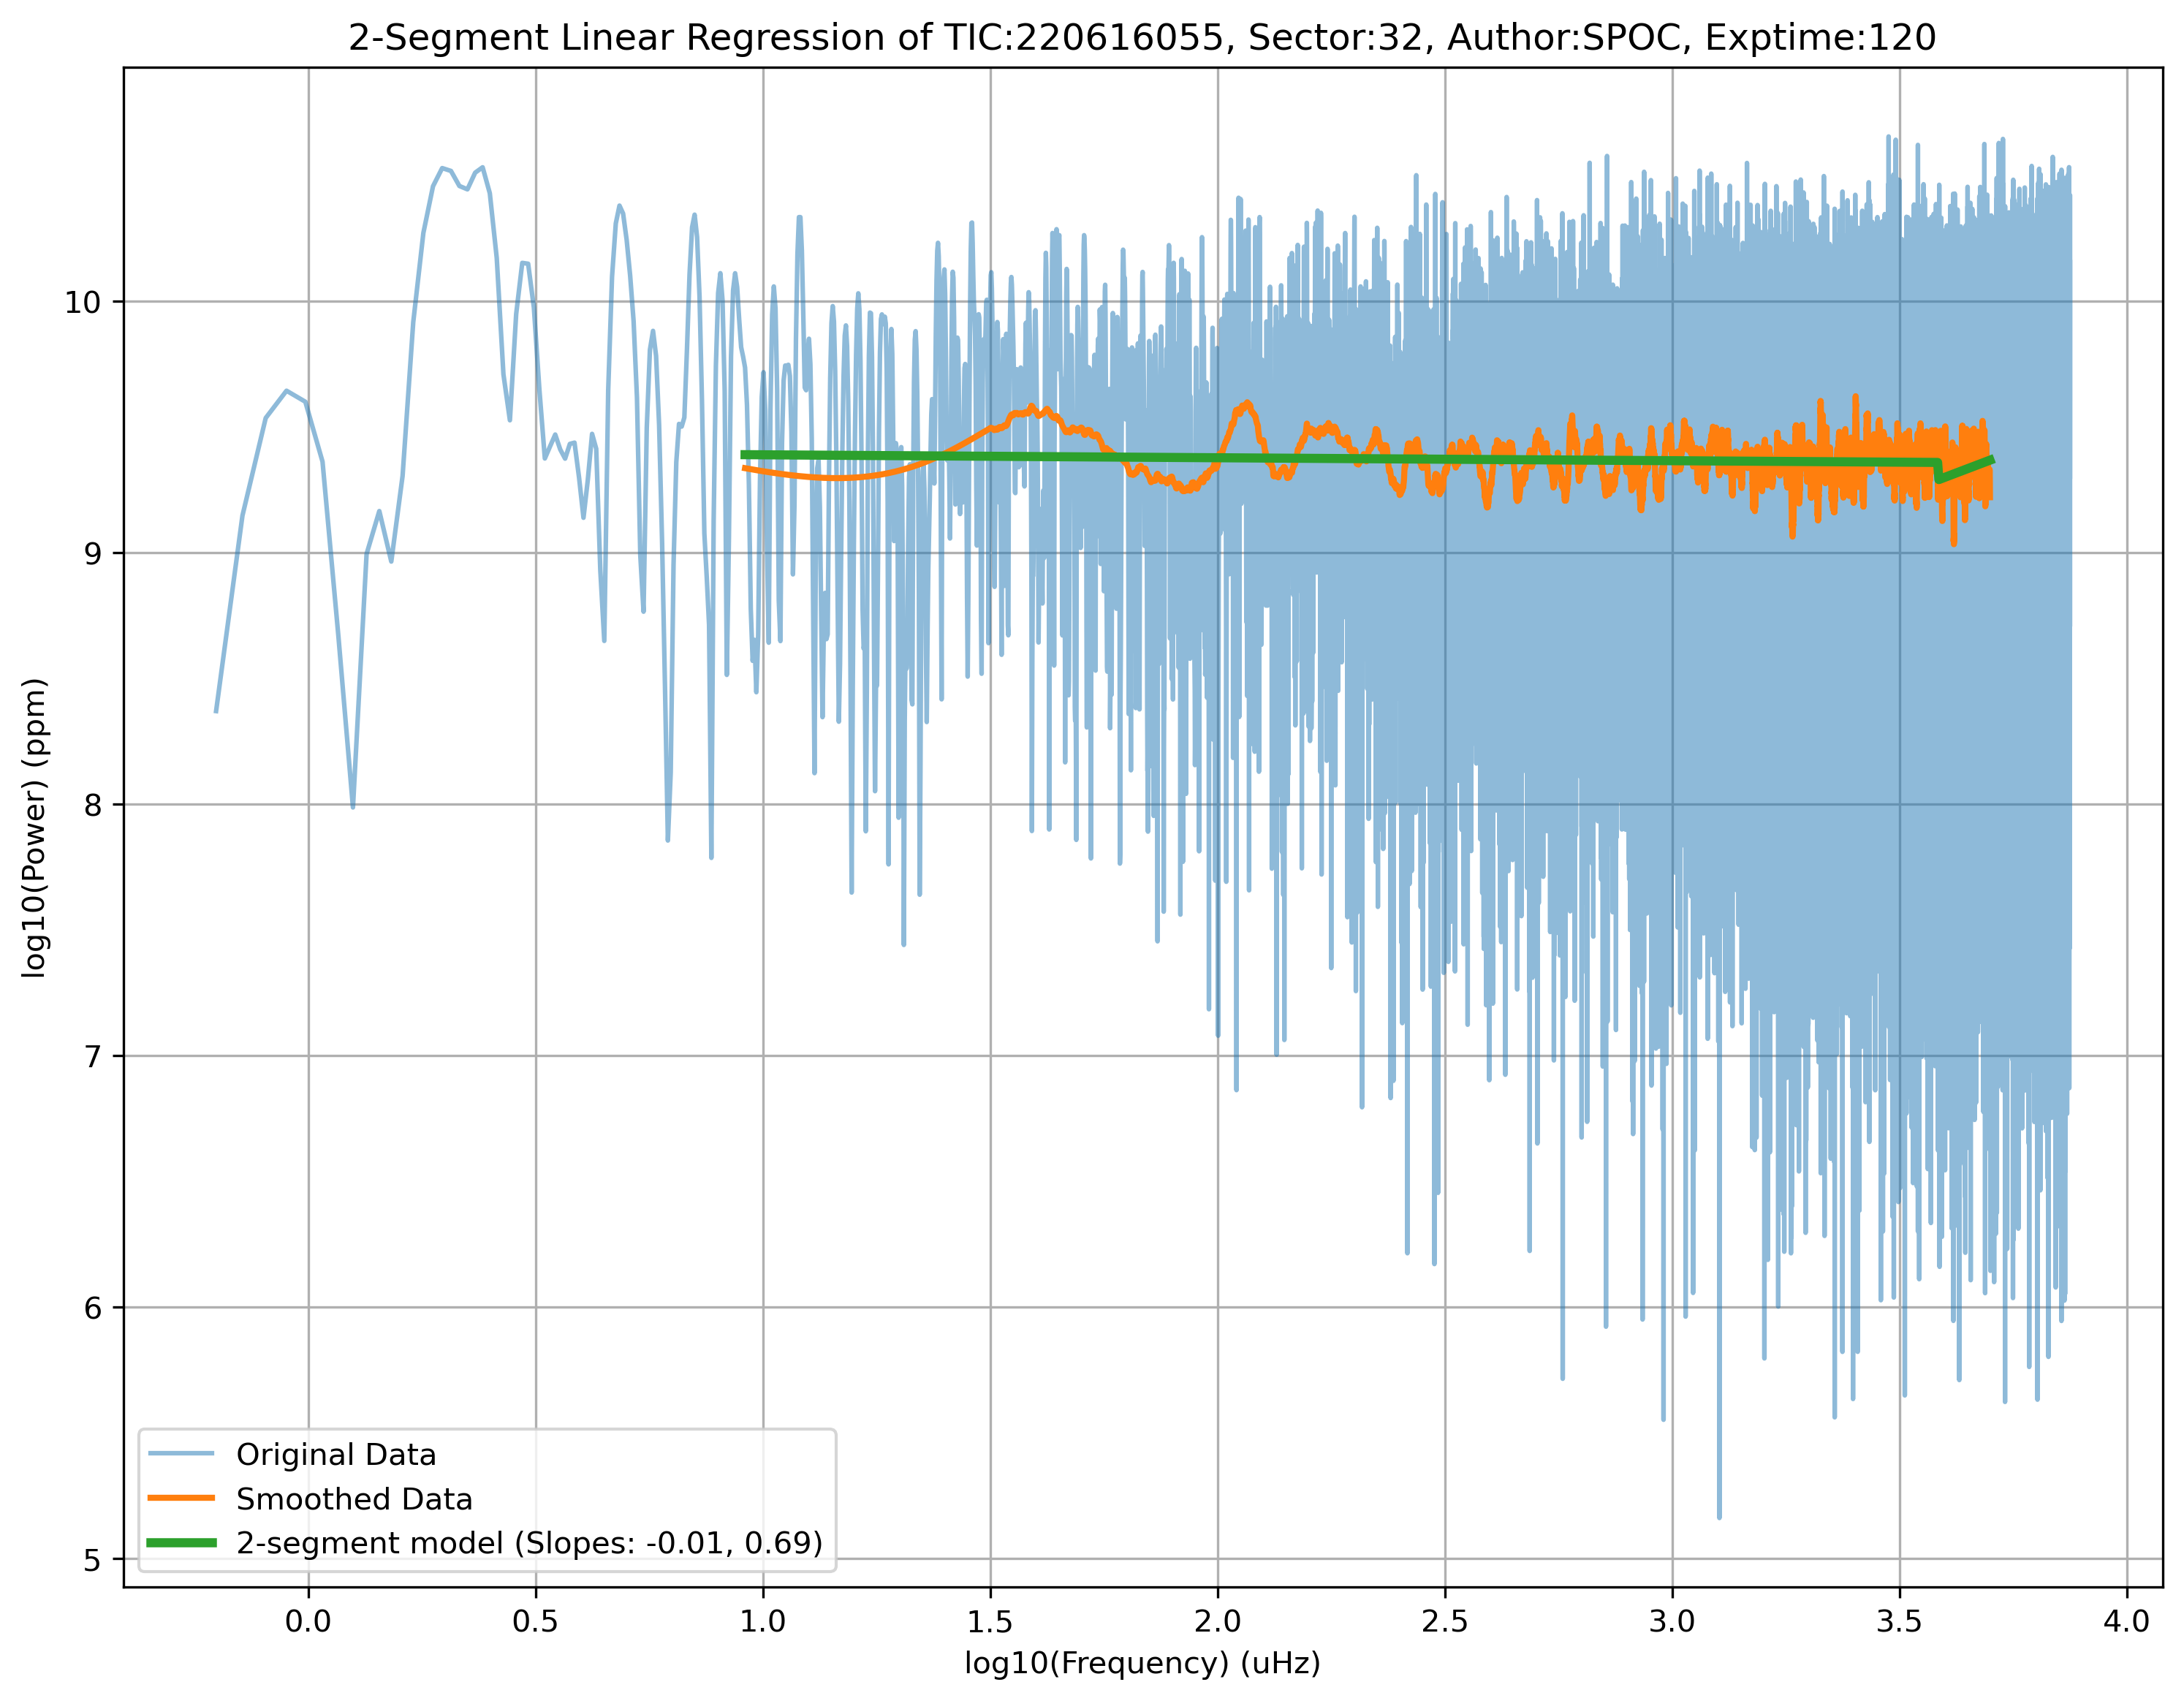 2-Segment Linear Regression of TIC:220616055, Sector:32, Author:SPOC, Exptime:120
log10(Power) (ppm)
10
9
8
7
6
5
Original Data
Smoothed Data
2-segment model (Slopes: -0.01, 0.69)
0.0 0.5 1.0 1.5 2.0 2.5 3.0 3.5 4.0
log10(Frequency) (uHz)